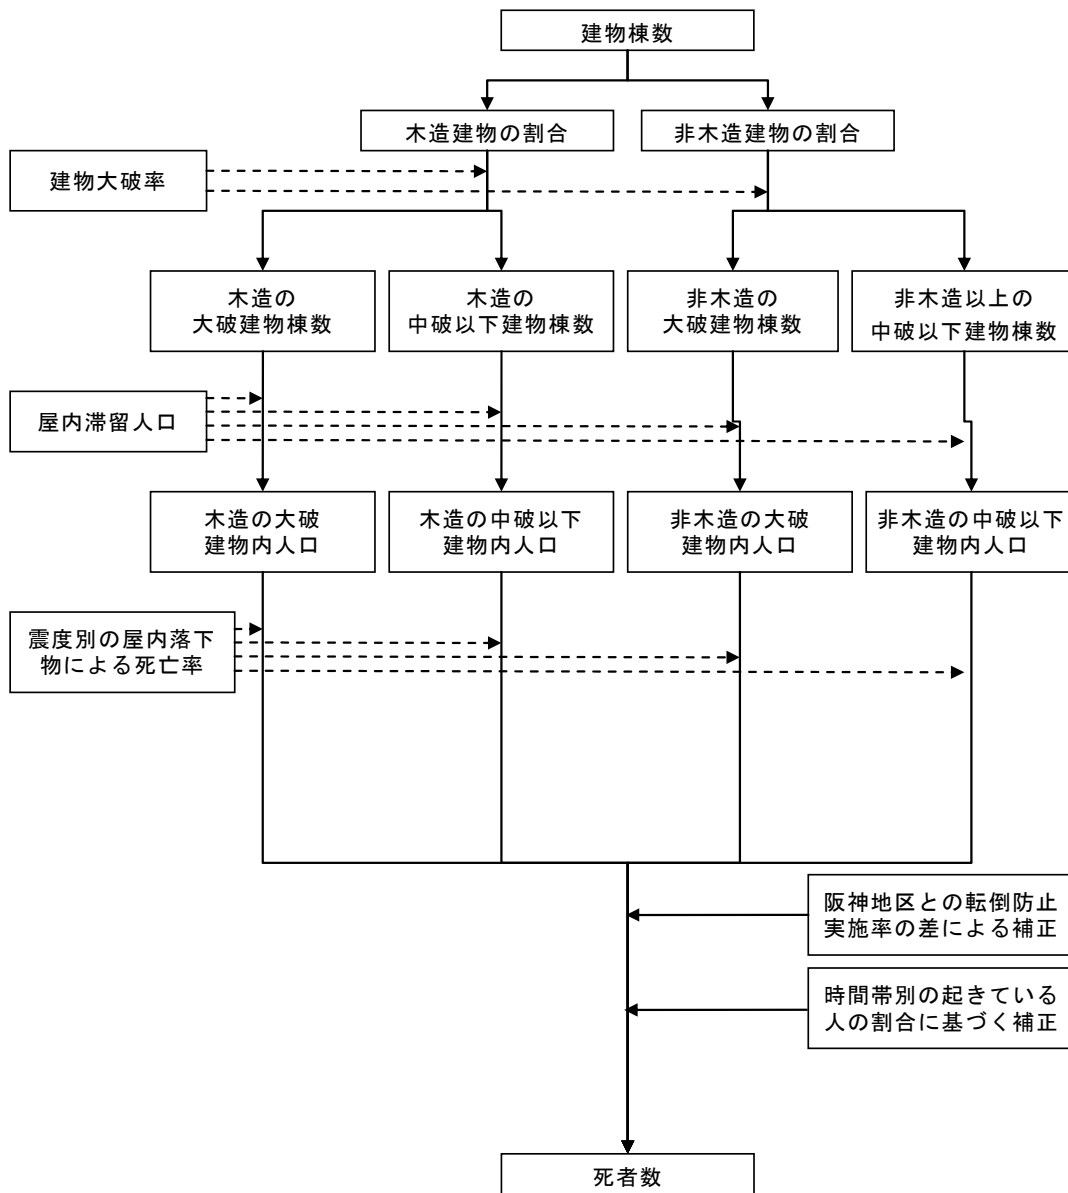 建物棟数
木造建物の割合
非木造建物の割合
建物大破率
木造の
大破建物棟数
木造の
中破以下建物棟数
非木造の
大破建物棟数
非木造以上の
中破以下建物棟数
屋内滞留人口
木造の大破
建物内人口
木造の中破以下
建物内人口
非木造の大破
建物内人口
非木造の中破以下
建物内人口
震度別の屋内落下
物による死亡率
阪神地区との転倒防止
実施率の差による補正
時間帯別の起きている
人の割合に基づく補正
死者数